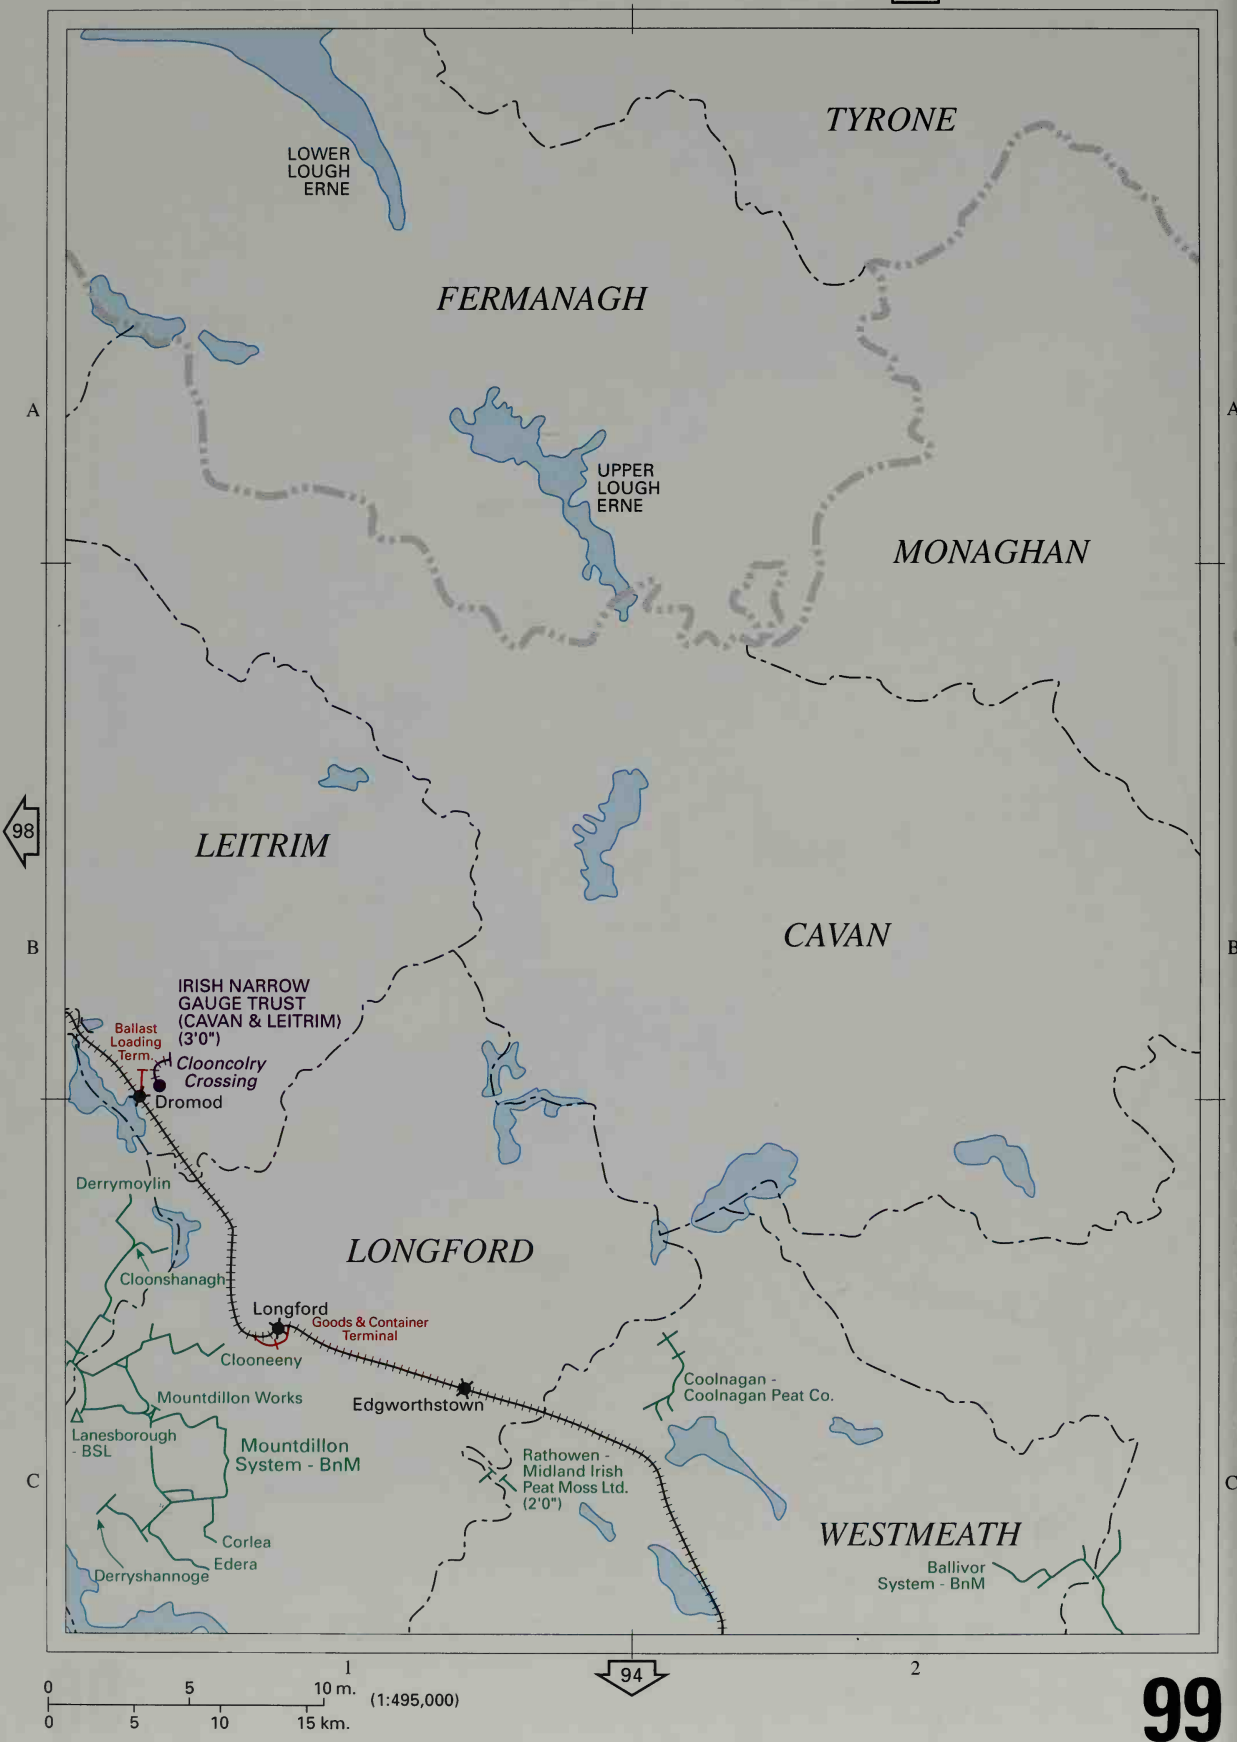 TYRONE
LOWER
LOUGH
ERNE
FERMANAGH
A
A
UPPER
LOUGH
ERNE
MONAGHAN
98
LEITRIM
CAVAN
B
B
IRISH NARROW
GAUGE TRUST
(CAVAN & LEITRIM)
(3'0")
Ballast
Loading
Term.
Clooncolry
Crossing
Dromod
Derrymoylin
LONGFORD
Cloonshanagh
Longford
Goods & Container
Terminal
Clooneeny
Coolnagan -
Coolnagan Peat Co.
Mountdillon Works
Edgworthstown
Lanesborough
- BSL
Mountdillon
System - BnM
Rathowen -
Midland Irish
Peat Moss Ltd.
(2'0")
C
C
WESTMEATH
Corlea
Edera
Derryshannoge
Ballivor
System - BnM
1
94
2
0 5 10 m.
(1:495,000)
0 5 10 15 km.
99